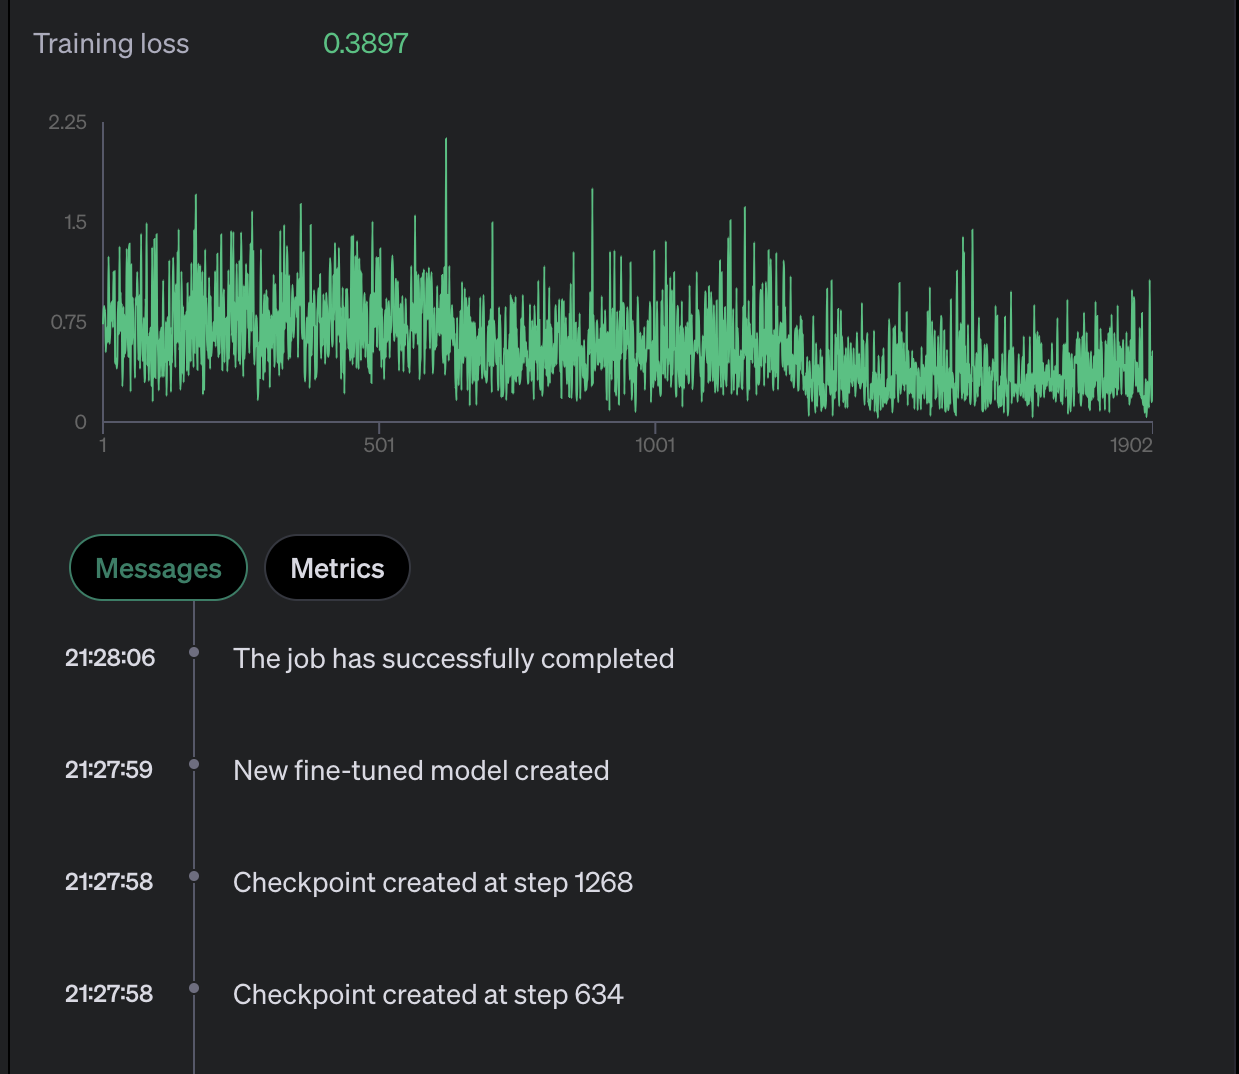 Training loss 0.3897
2.25
1.5
0.75
0
1 501 1001 1902
Messages Metrics
21:28:06 The job has successfully completed
21:27:59 New fine-tuned model created
21:27:58 Checkpoint created at step 1268
21:27:58 Checkpoint created at step 634